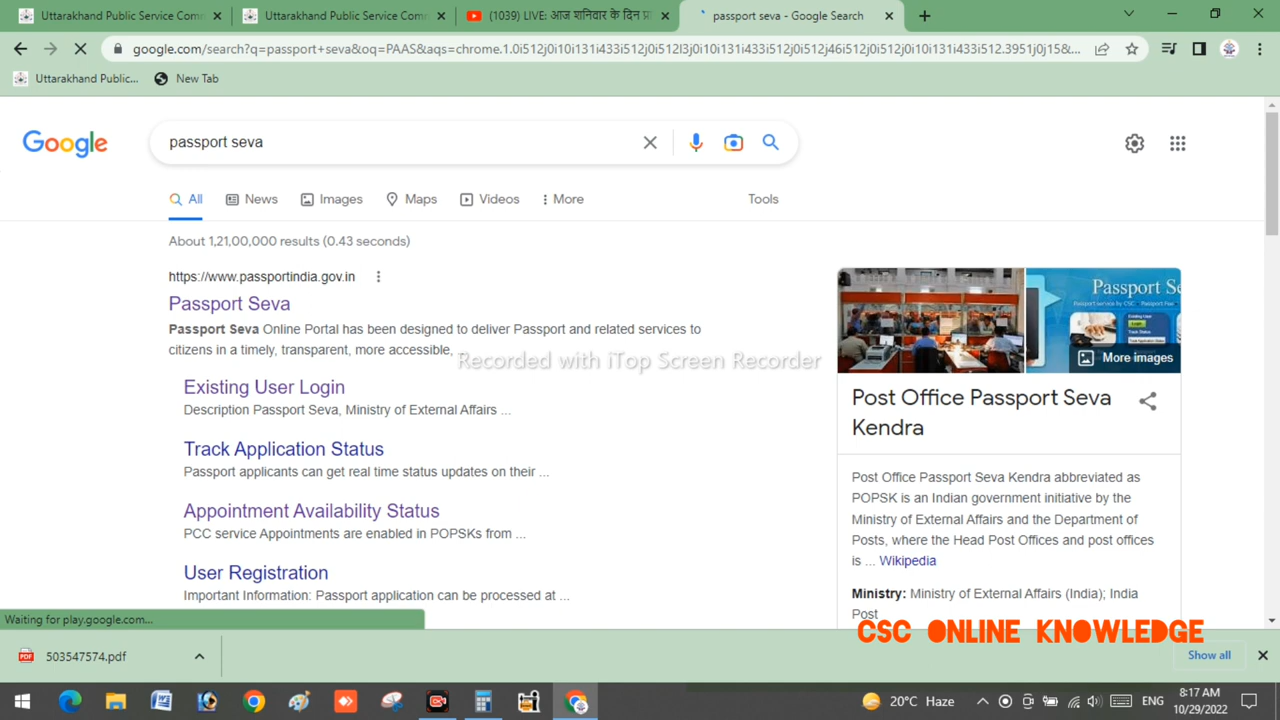 Uttarakhand Public Service Comm
Uttarakhand Public Service Comm
(1039) LIVE: आज शनिवार के दिन प्रा
passport seva - Google Search
google.com/search?q=passport+seva&oq=PAAS&aqs=chrome.1.0i512j0i10i131i433i512j0i512l3j0i10i131i433i512j0i512j46i512j0i512j0i10i131i433i512.3951j0j15&...
Uttarakhand Public...
New Tab
Google
passport seva
All
News
Images
Maps
Videos
More
Tools
About 1,21,00,000 results (0.43 seconds)
https://www.passportindia.gov.in
Passport Seva
Passport Seva Online Portal has been designed to deliver Passport and related services to
citizens in a timely, transparent, more accessible, ...
Recorded with iTop Screen Recorder
Existing User Login
Description Passport Seva, Ministry of External Affairs ...
Track Application Status
Passport applicants can get real time status updates on their ...
Appointment Availability Status
PCC service Appointments are enabled in POPSKs from ...
User Registration
Important Information: Passport application can be processed at ...
Passport Se
More images
Post Office Passport Seva
Kendra
Post Office Passport Seva Kendra abbreviated as
POPSK is an Indian government initiative by the
Ministry of External Affairs and the Department of
Posts, where the Head Post Offices and post offices
is ... Wikipedia
Ministry: Ministry of External Affairs (India); India
Post
CSC ONLINE KNOWLEDGE
Waiting for play.google.com...
503547574.pdf
Show all
20°C Haze
ENG
8:17 AM
10/29/2022